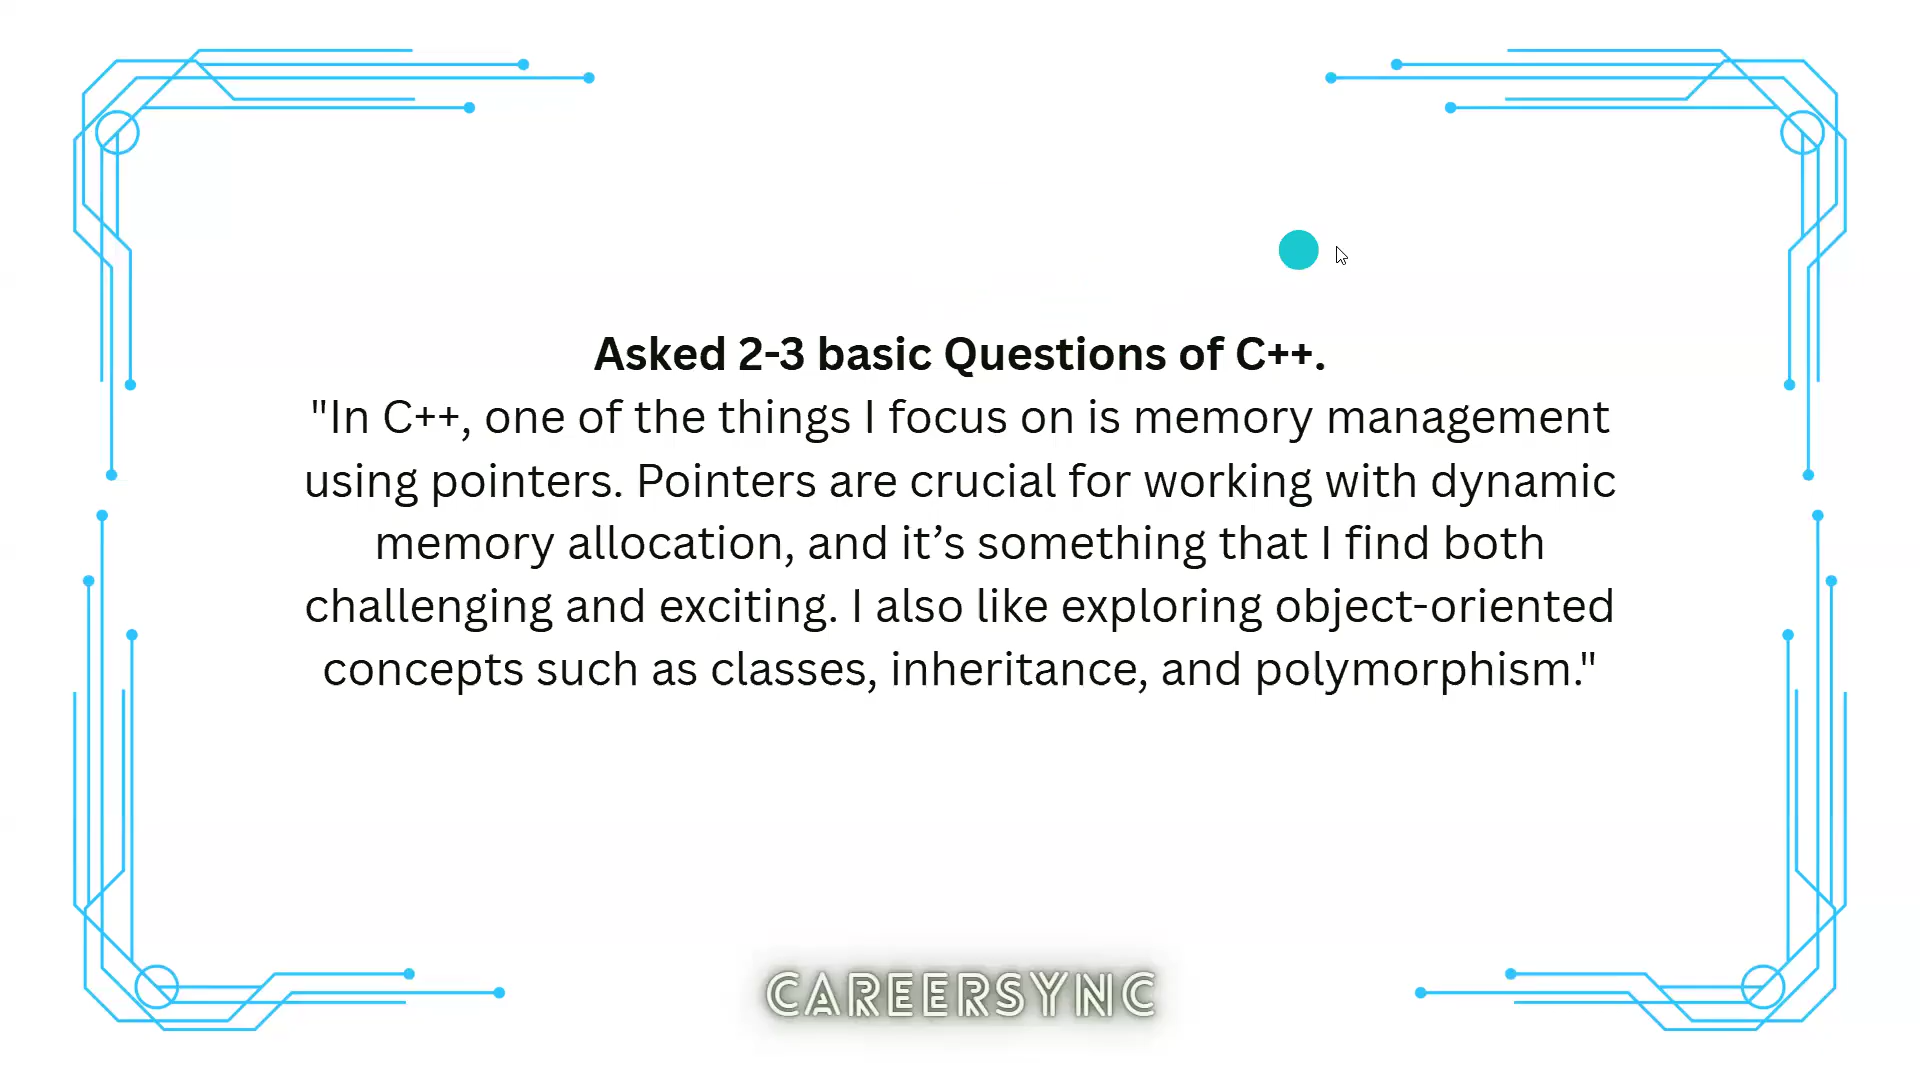 Asked 2-3 basic Questions of C++.
"In C++, one of the things I focus on is memory management
using pointers. Pointers are crucial for working with dynamic
memory allocation, and it’s something that I find both
challenging and exciting. I also like exploring object-oriented
concepts such as classes, inheritance, and polymorphism."
CAREERSYNC